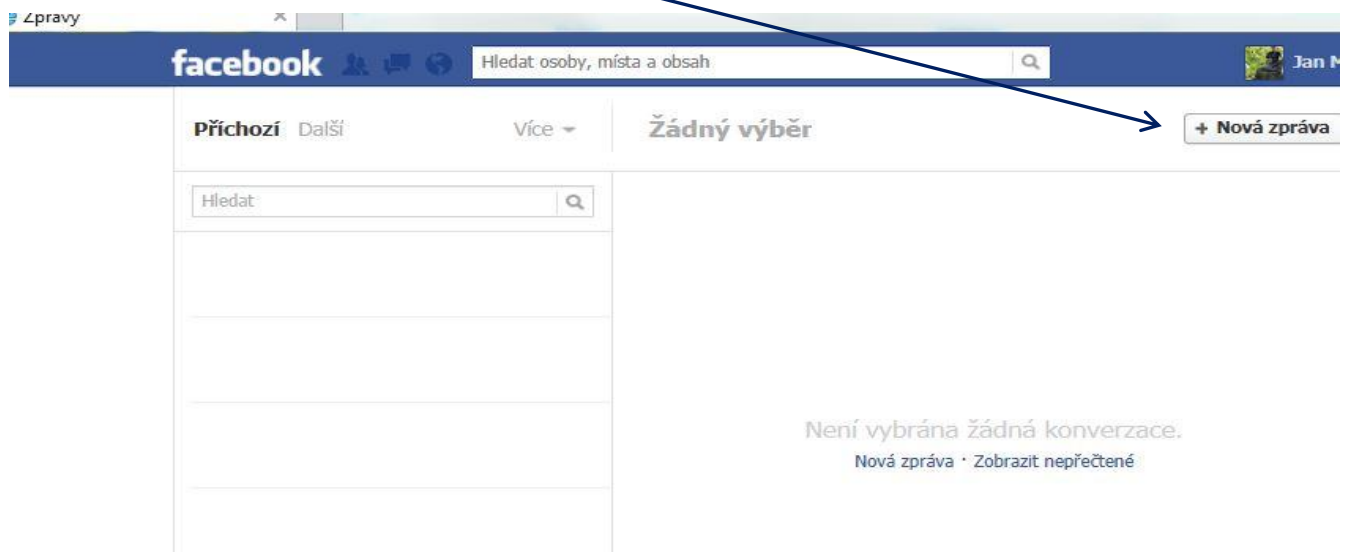 Zprávy
facebook Hledat osoby, místa a obsah Jan M
Příchozí Další Více Žádný výběr + Nová zpráva
Hledat
Není vybrána žádná konverzace.
Nová zpráva · Zobrazit nepřečtené